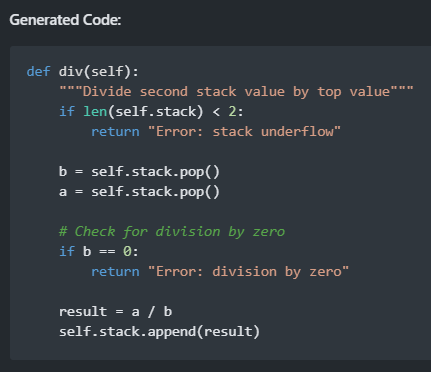 Generated Code:
def div(self):
    """Divide second stack value by top value"""
    if len(self.stack) < 2:
        return "Error: stack underflow"

    b = self.stack.pop()
    a = self.stack.pop()

    # Check for division by zero
    if b == 0:
        return "Error: division by zero"

    result = a / b
    self.stack.append(result)